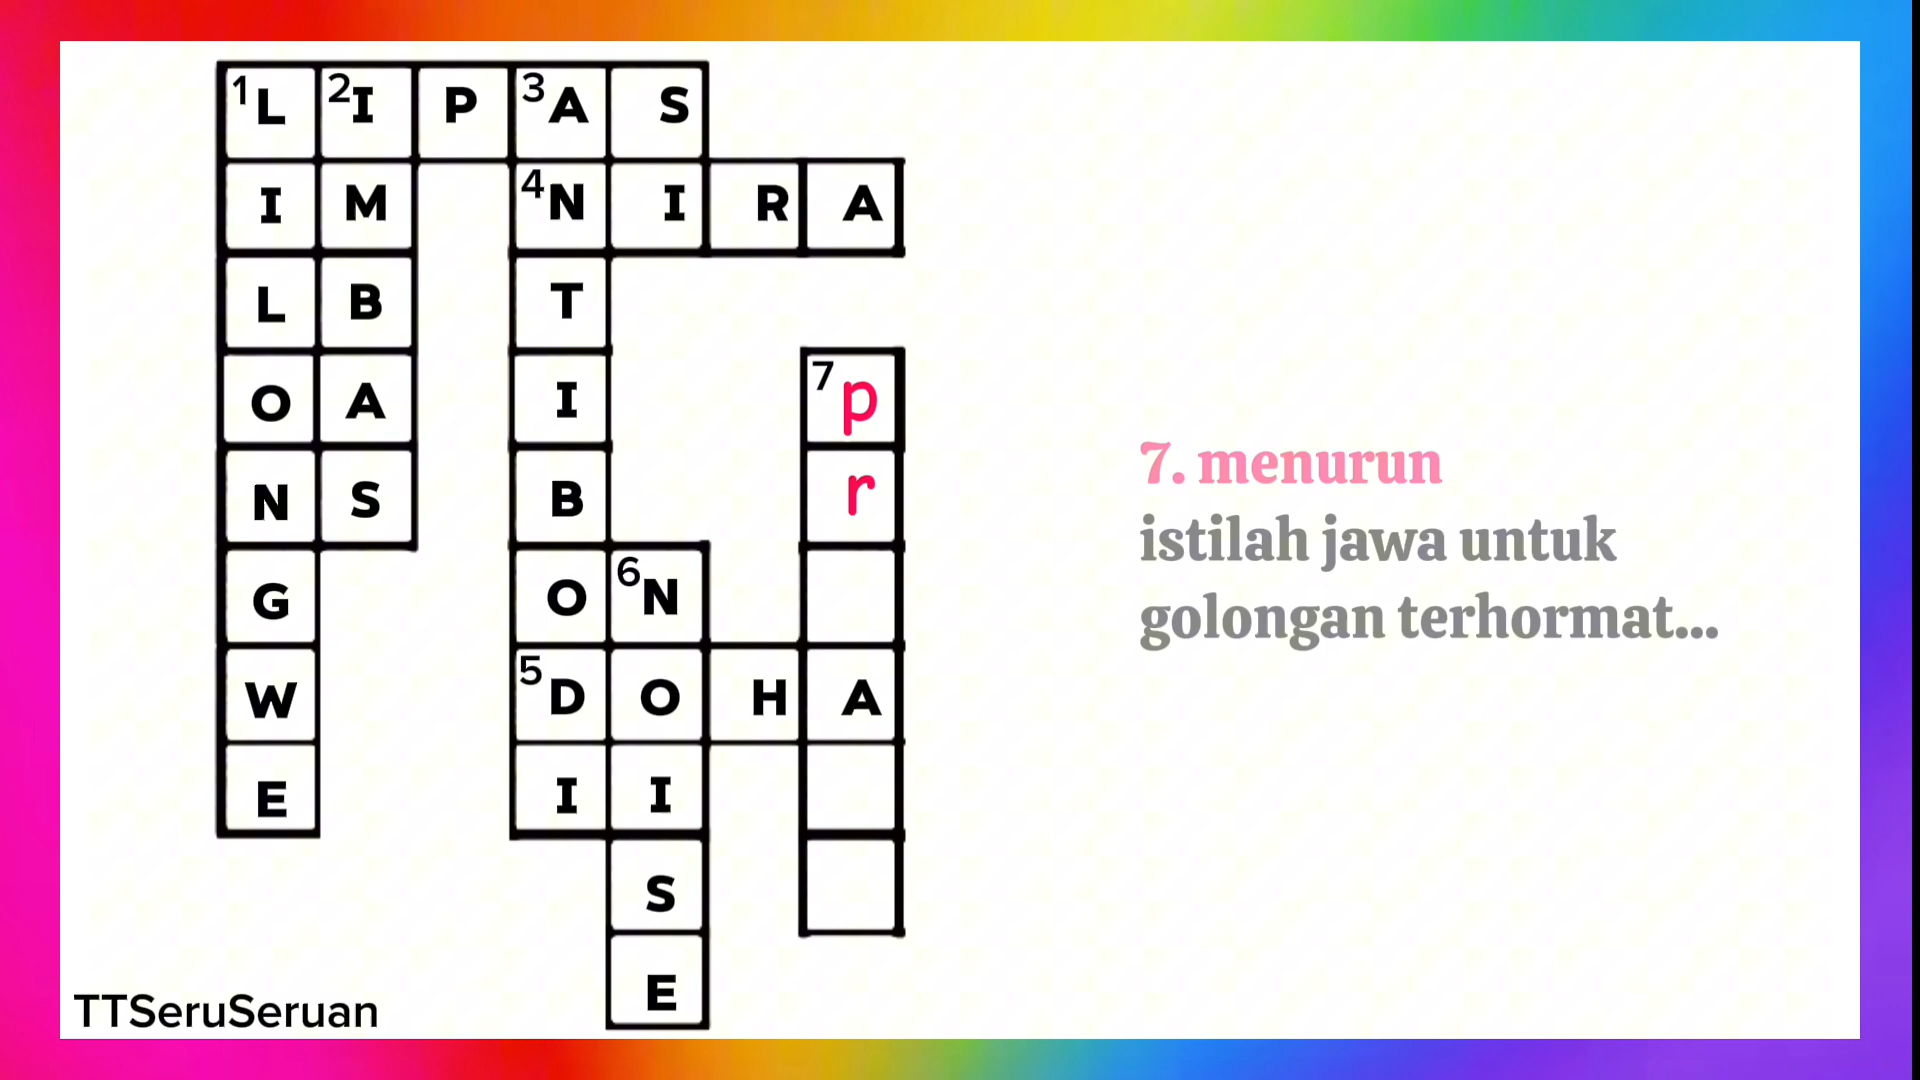 1L 2I P 3A S
I M 4N I R A
L B T
O A I 7p
N S B r
G O 6N
W 5D O H A
E I I
S
E
7. menurun
istilah jawa untuk
golongan terhormat...
TTSeruSeruan